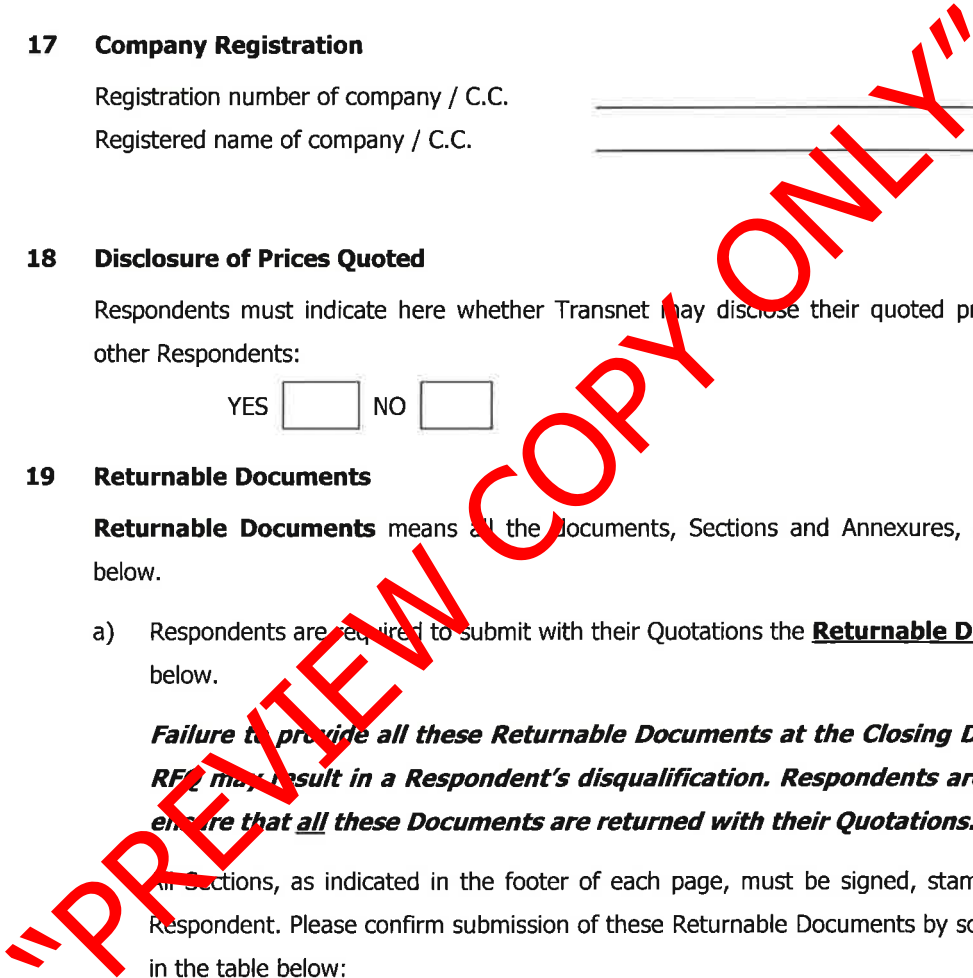 17 Company Registration
Registration number of company / C.C.
Registered name of company / C.C.
18 Disclosure of Prices Quoted
Respondents must indicate here whether Transnet may disclose their quoted
other Respondents:
YES NO
19 Returnable Documents
Returnable Documents means all the documents, Sections and Annexures,
below.
a) Respondents are required to submit with their Quotations the Returnable
below.
Failure to provide all these Returnable Documents at the Closing
RFQ may result in a Respondent's disqualification. Respondents are
ensure that all these Documents are returned with their Quotations.
All Sections, as indicated in the footer of each page, must be signed,
Respondent. Please confirm submission of these Returnable Documents by
in the table below:
"PREVIEW COPY ONLY"